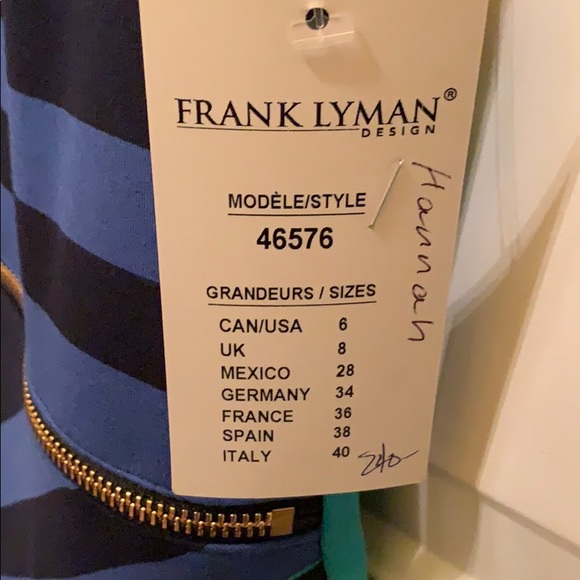 FRANK LYMAN®
DESIGN
Hannah
MODÈLE/STYLE
46576
GRANDEURS / SIZES
CAN/USA 6
UK 8
MEXICO 28
GERMANY 34
FRANCE 36
SPAIN 38
ITALY 40